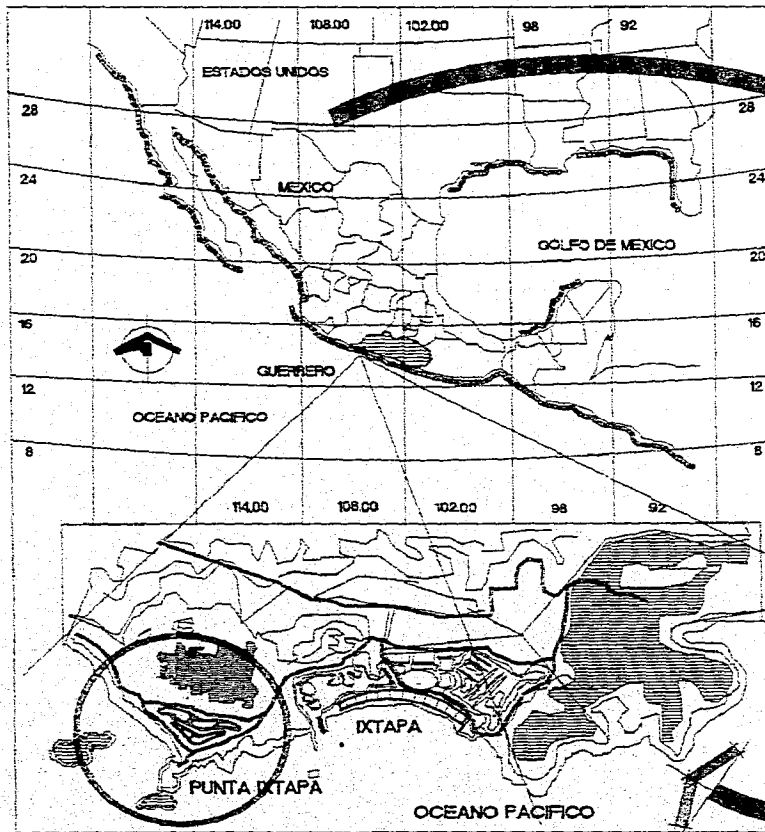 114.00 108.00 102.00 98 92
ESTADOS UNIDOS
28 28
MEXICO
24 24
GOLFO DE MEXICO
20 20
16 16
GUERRERO
12 12
OCEANO PACIFICO
8 8
114.00 108.00 102.00 98 92
IXTAPA
PUNTA IXTAPA
OCEANO PACIFICO